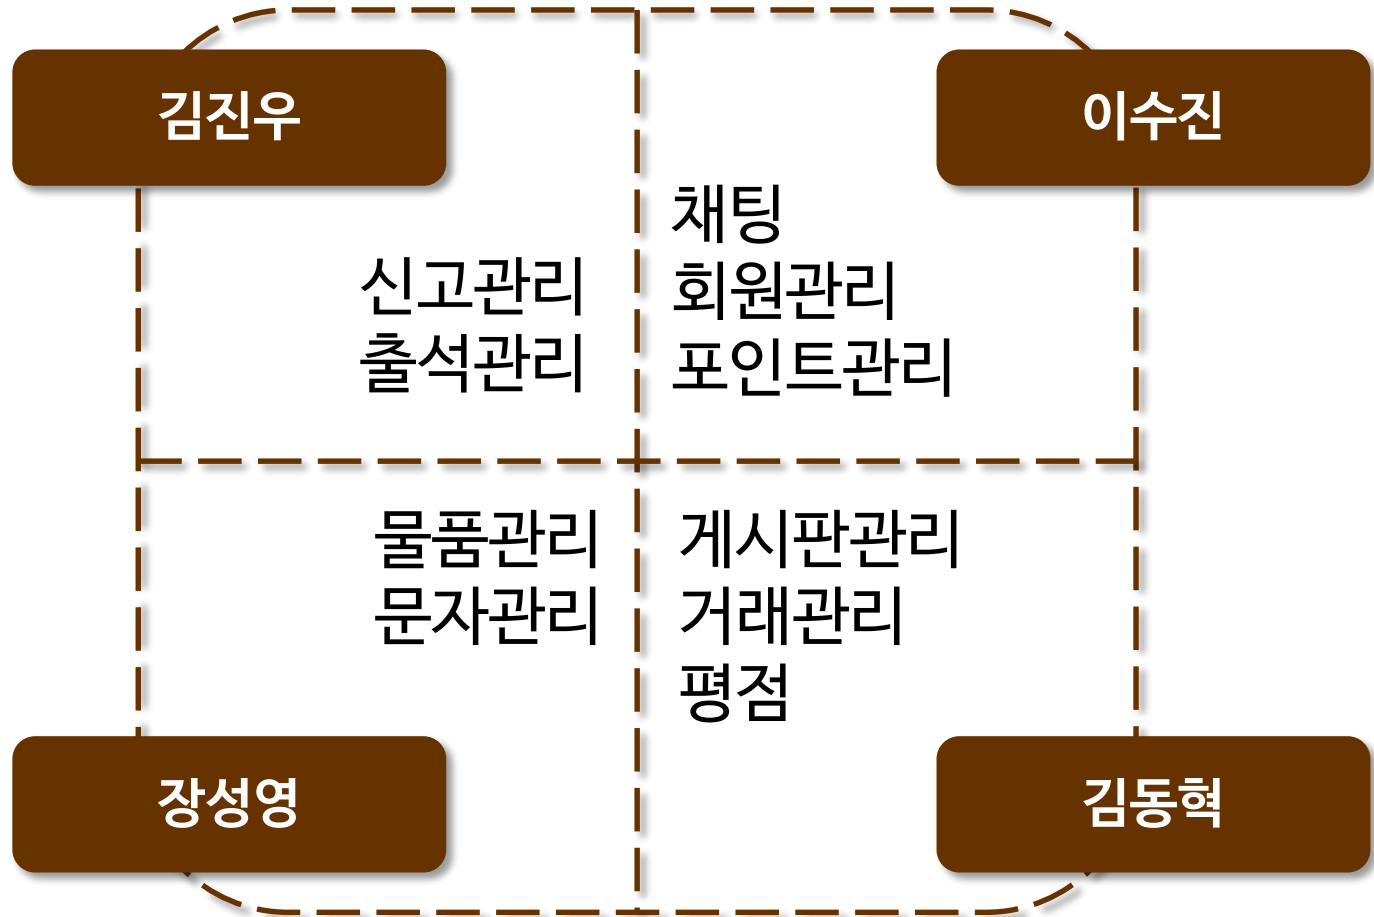 김진우
이수진
신고관리
출석관리
채팅
회원관리
포인트관리
물품관리
문자관리
게시판관리
거래관리
평점
장성영
김동혁